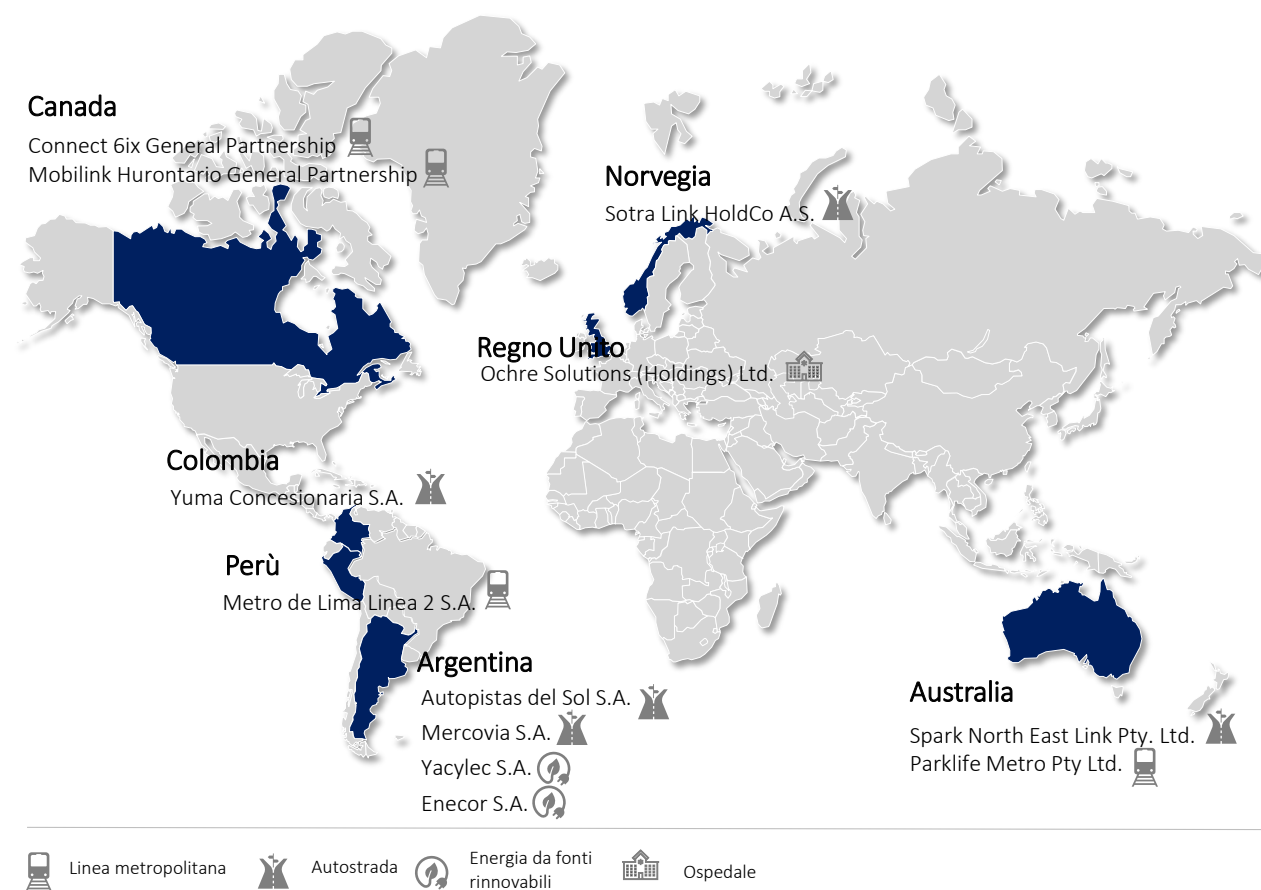 Canada
Connect 6ix General Partnership
Mobilink Hurontario General Partnership
Norvegia
Sotra Link HoldCo A.S.
Regno Unito
Ochre Solutions (Holdings) Ltd.
Colombia
Yuma Concesionaria S.A.
Perù
Metro de Lima Linea 2 S.A.
Argentina
Autopistas del Sol S.A.
Mercovia S.A.
Yacylec S.A.
Enecor S.A.
Australia
Spark North East Link Pty. Ltd.
Parklife Metro Pty Ltd.
Linea metropolitana
Autostrada
Energia da fonti
rinnovabili
Ospedale